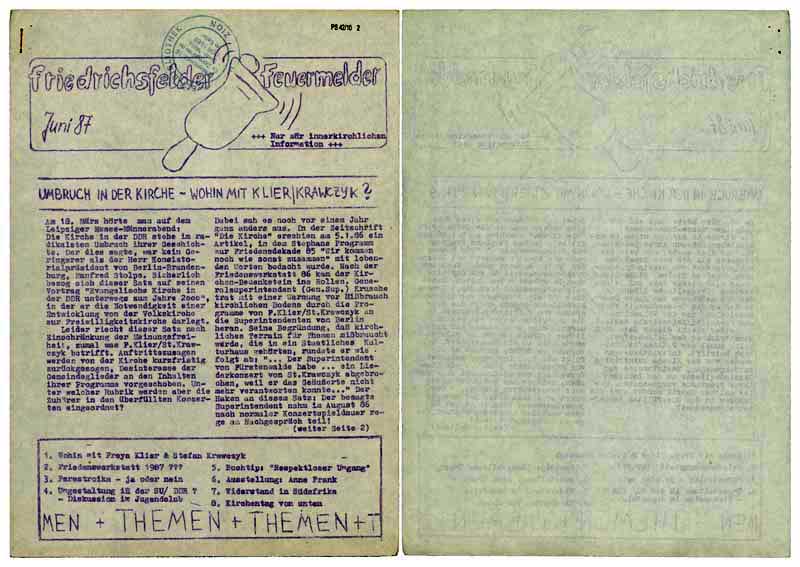 PS 42/10 2
Friedrichsfelder Feuermelder
Juni 87
+++ Nur für innerkirchlichen
Information +++
UMBRUCH IN DER KIRCHE - WOHIN MIT KLIER/KRAWCZYK?
Am 18. März hörte man auf dem
Leipziger Messe-Männerabend:
Die Kirche in der DDR stehe im ra-
dikalsten Umbruch ihrer Geschich-
te. Der dies sagte, war kein Ge-
ringerer als der Herr Konsisto-
rialpräsident von Berlin-Branden-
burg, Manfred Stolpe. Sicherlich
bezog sich dieser Satz auf seinen
Vortrag "Evangelische Kirche in
der DDR unterwegs zum Jahre 2000",
in der er die Notwendigkeit einer
Entwicklung von der Volkskirche
zur Freiwilligkeitskirche darlegt.
Leider riecht dieser Satz nach
Einschränkung der Meinungsfrei-
heit, zumal was F.Klier/St.Kraw-
czyk betrifft. Auftrittszusagen
werden von der Kirche kurzfristig
zurückgezogen, Desinteresse der
Gemeindeglieder an den Inhalten
ihrer Programme vorgeschoben. Un-
ter welcher Rubrik werden aber die
Zuhörer in den überfüllten Konzer-
ten eingeordnet?
Dabei sah es noch vor einem Jahr
ganz anders aus. In der Zeitschrift
"Die Kirche" erschien am 5.1.86 ein
Artikel, in dem Stephans Programm
zur Friedensdekade 85 "Wir kommen
noch wie sonst zusammen" mit loben-
den Worten bedacht wurde. Nach der
Friedenswerkstatt 86 kam der Kir-
chen-Bedenkstein ins Rollen. Gene-
ralsuperintendent (Gen.Sup.) Krusche
trat mit einer Warnung vor Mißbrauch
kirchlichen Bodens durch die Pro-
gramme von F.Klier/St.Krawczyk an
die Superintendenten von Berlin
heran. Seine Begründung, daß kirch-
liches Terrain für Themen mißbraucht
wurde, die in ein Staatliches Kul-
turhaus gehörten, rundete er wie
folgt ab: "... Der Superintendent
von Fürstenwalde habe ... ein Lie-
derkonzert von St.Krawczyk abgebro-
chen, weil er das Geäußerte nicht
mehr verantworten konnte..." Der
Haken an diesem Satz: Der besagte
Superintendent nahm im August 86
nach normaler Konzertspieldauer re-
ge am Nachgespräch teil!
(weiter Seite 2)
1. Wohin mit Freya Klier & Stefan Krawczyk
2. Friedenswerkstatt 1987 ???
3. Perestroika - ja oder nein
4. Umgestaltung in der SU/ DDR ?
- Diskussion im Jugendclub
5. Buchtip: "Respektloser Umgang"
6. Ausstellung: Anne Frank
7. Widerstand in Südafrika
8. Kirchentag von unten
MEN + THEMEN + THEMEN + T